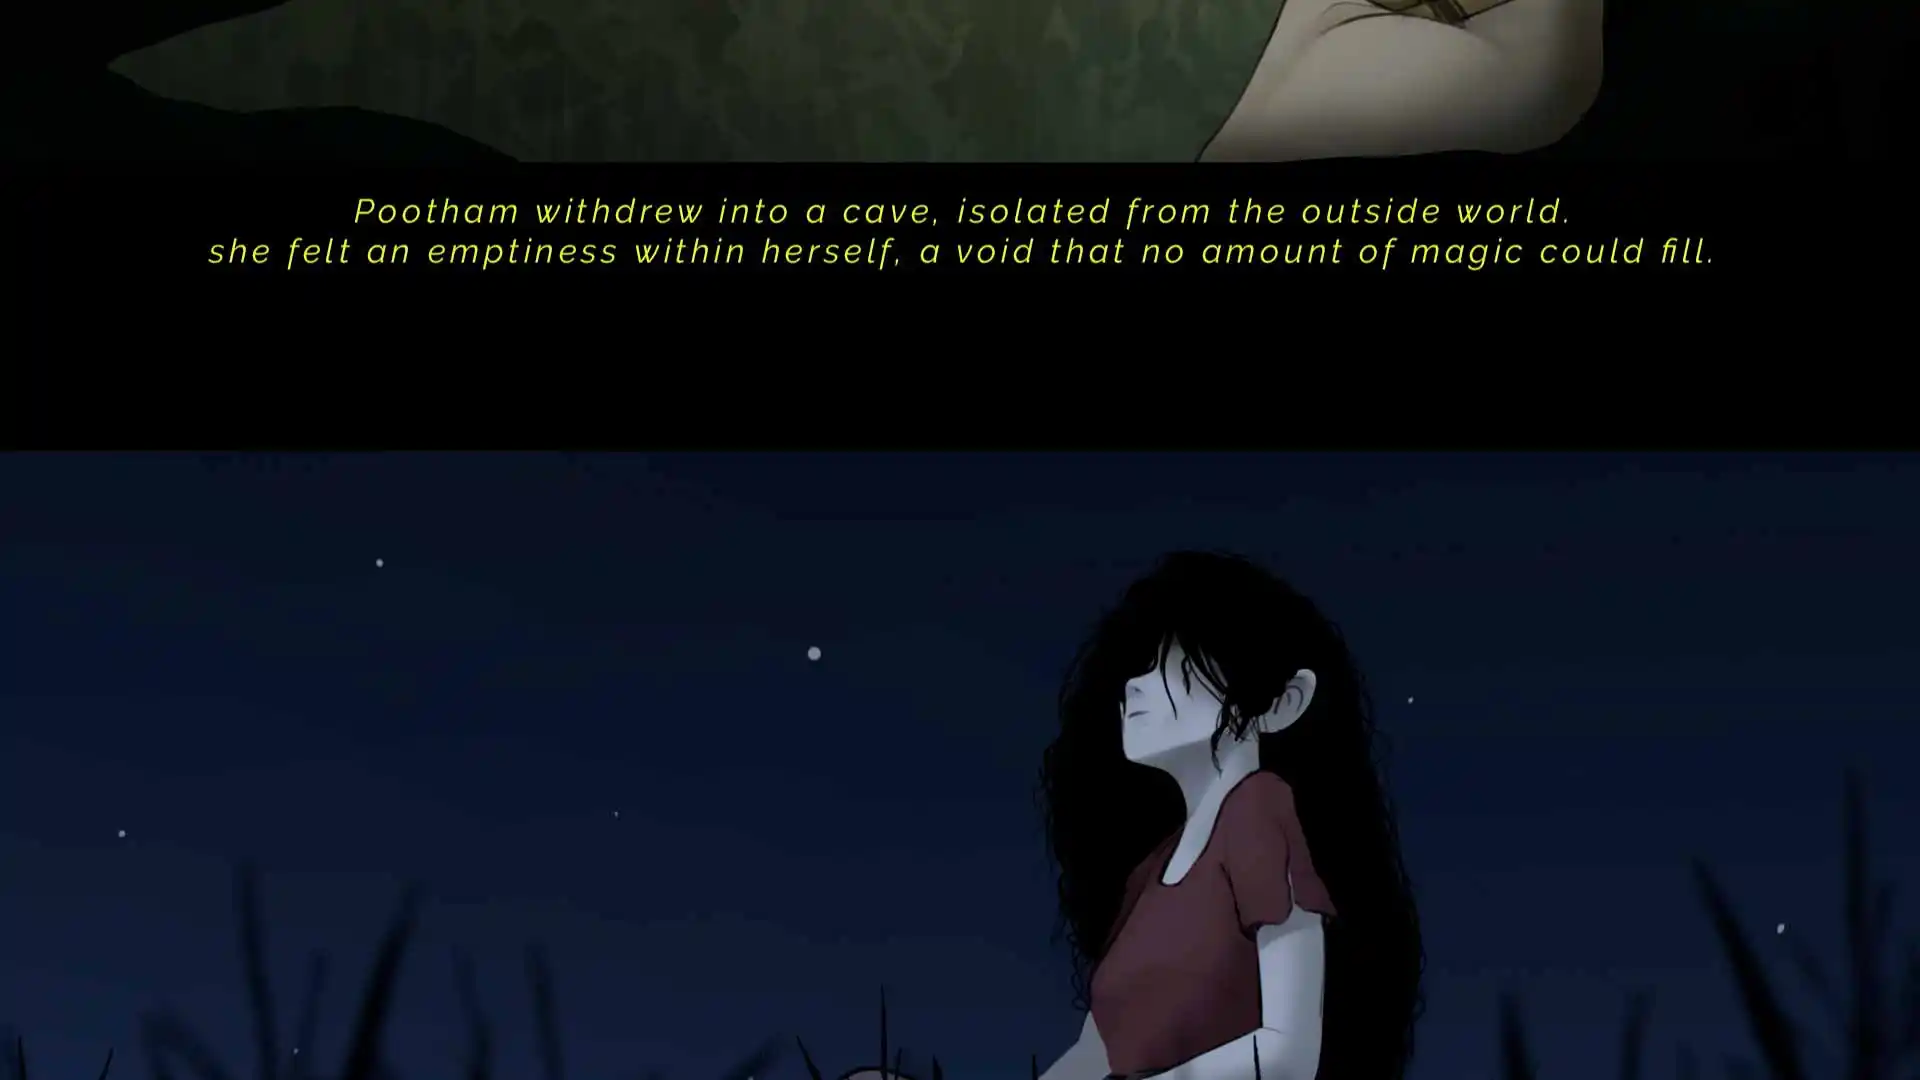 Pootham withdrew into a cave, isolated from the outside world.
she felt an emptiness within herself, a void that no amount of magic could fill.